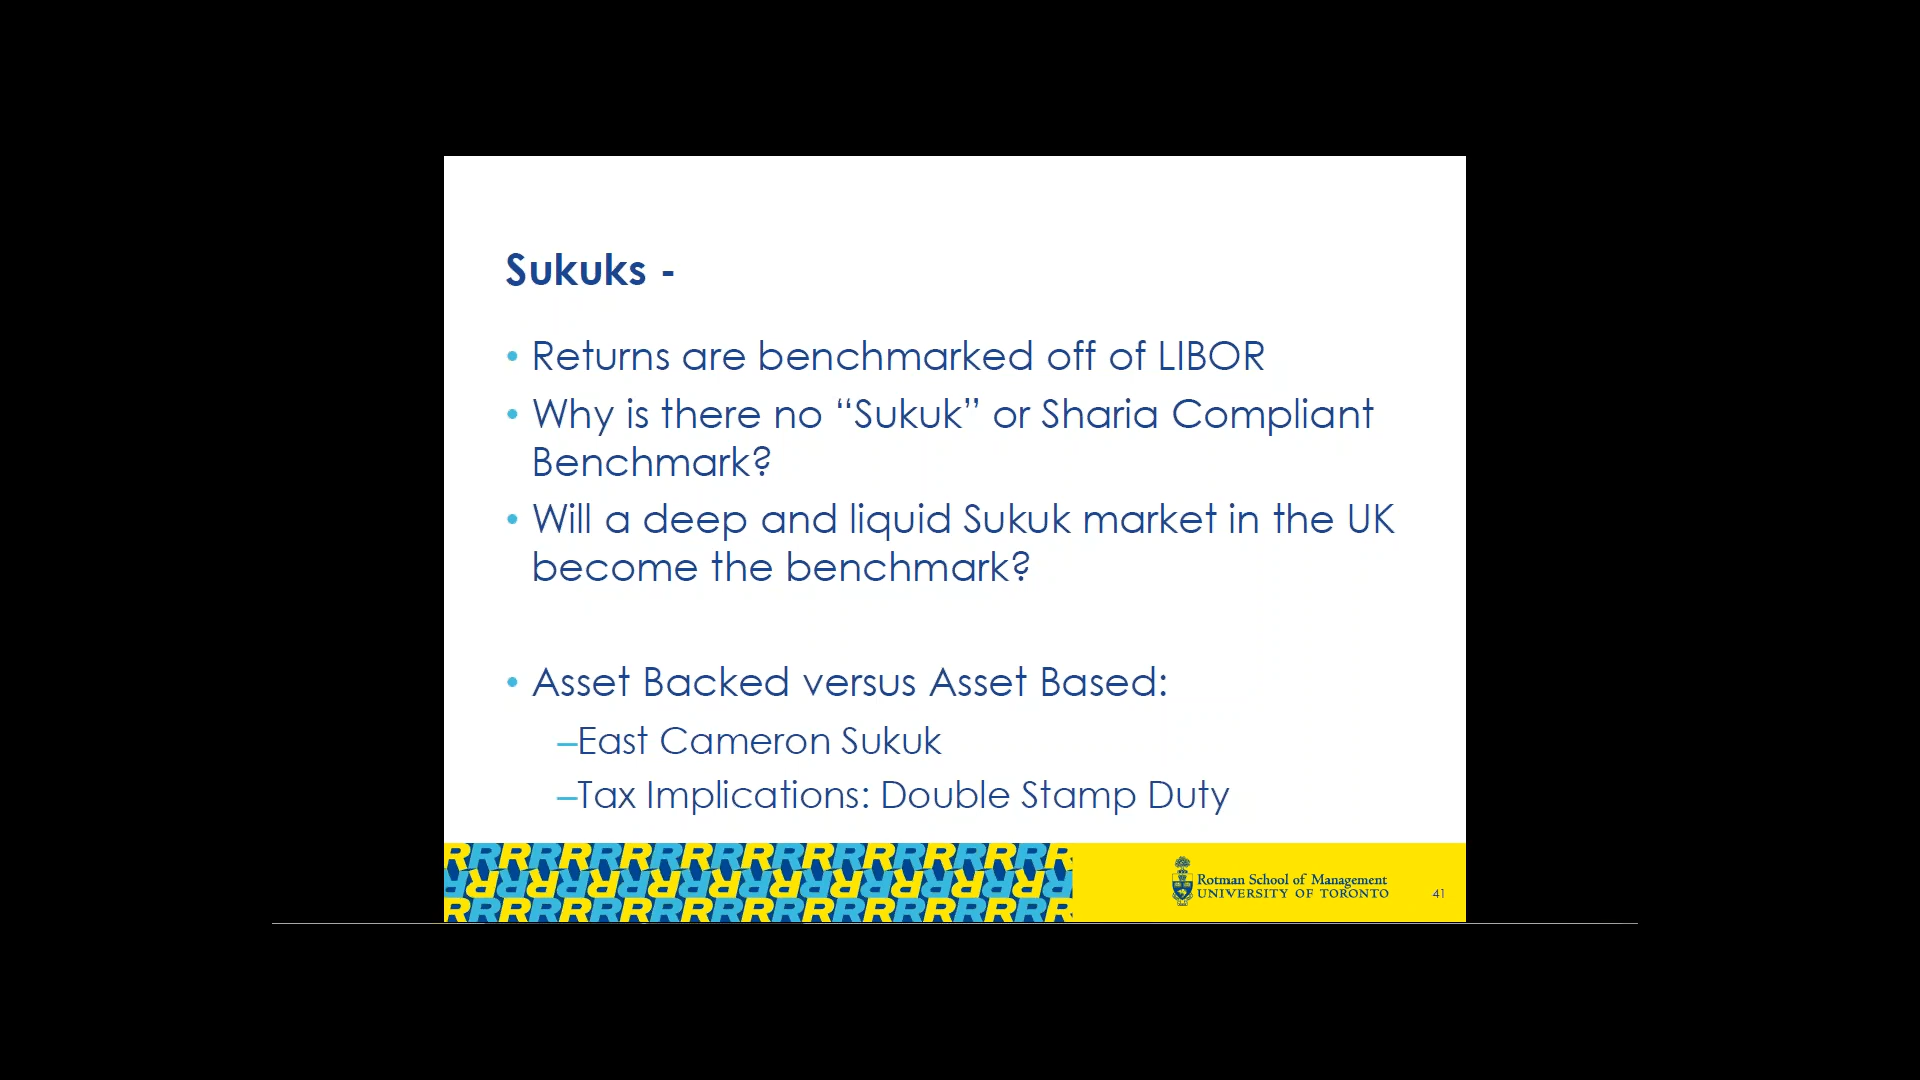 Sukuks -
• Returns are benchmarked off of LIBOR
• Why is there no “Sukuk” or Sharia Compliant
Benchmark?
• Will a deep and liquid Sukuk market in the UK
become the benchmark?
• Asset Backed versus Asset Based:
–East Cameron Sukuk
–Tax Implications: Double Stamp Duty
Rotman School of Management
UNIVERSITY OF TORONTO
41